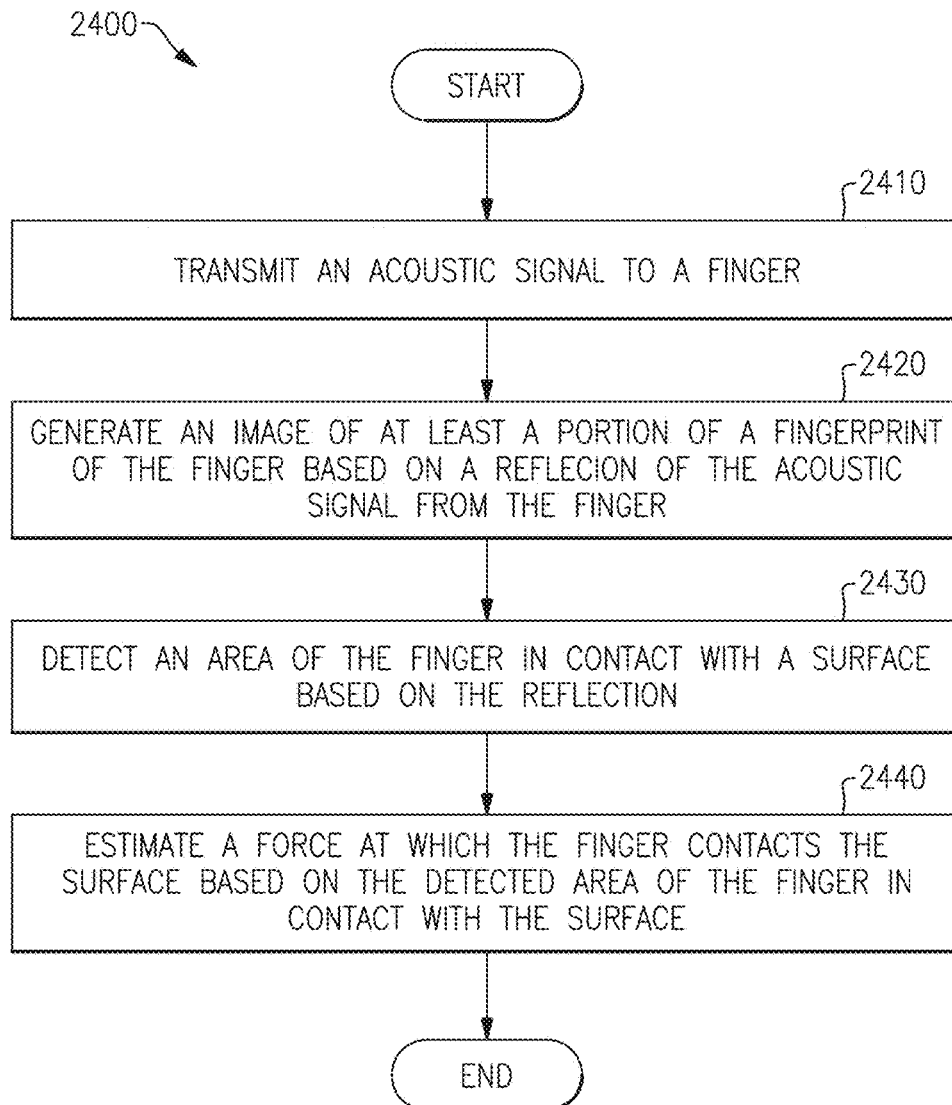 2400
START
2410
TRANSMIT AN ACOUSTIC SIGNAL TO A FINGER
2420
GENERATE AN IMAGE OF AT LEAST A PORTION OF A FINGERPRINT
OF THE FINGER BASED ON A REFLECION OF THE ACOUSTIC
SIGNAL FROM THE FINGER
2430
DETECT AN AREA OF THE FINGER IN CONTACT WITH A SURFACE
BASED ON THE REFLECTION
2440
ESTIMATE A FORCE AT WHICH THE FINGER CONTACTS THE
SURFACE BASED ON THE DETECTED AREA OF THE FINGER IN
CONTACT WITH THE SURFACE
END